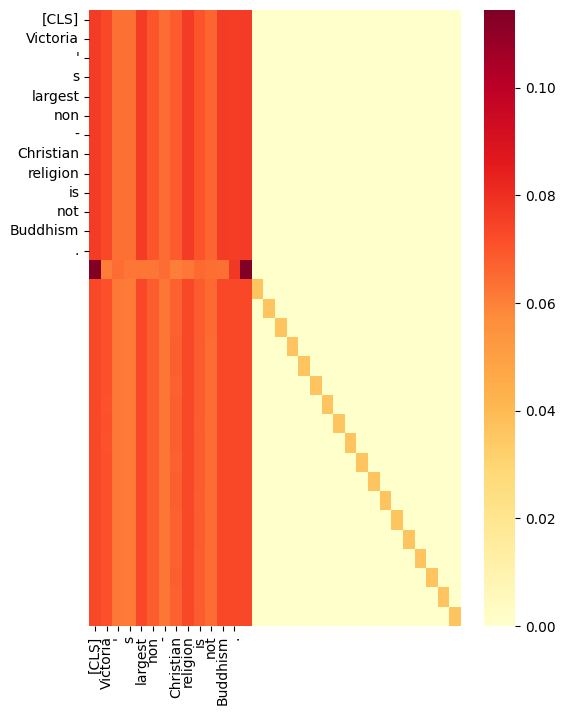 [CLS]
Victoria
'
s
largest
non
-
Christian
religion
is
not
Buddhism
.
0.10
0.08
0.06
0.04
0.02
0.00
[CLS]
Victoria
'
s
largest
non
-
Christian
religion
is
not
Buddhism
.